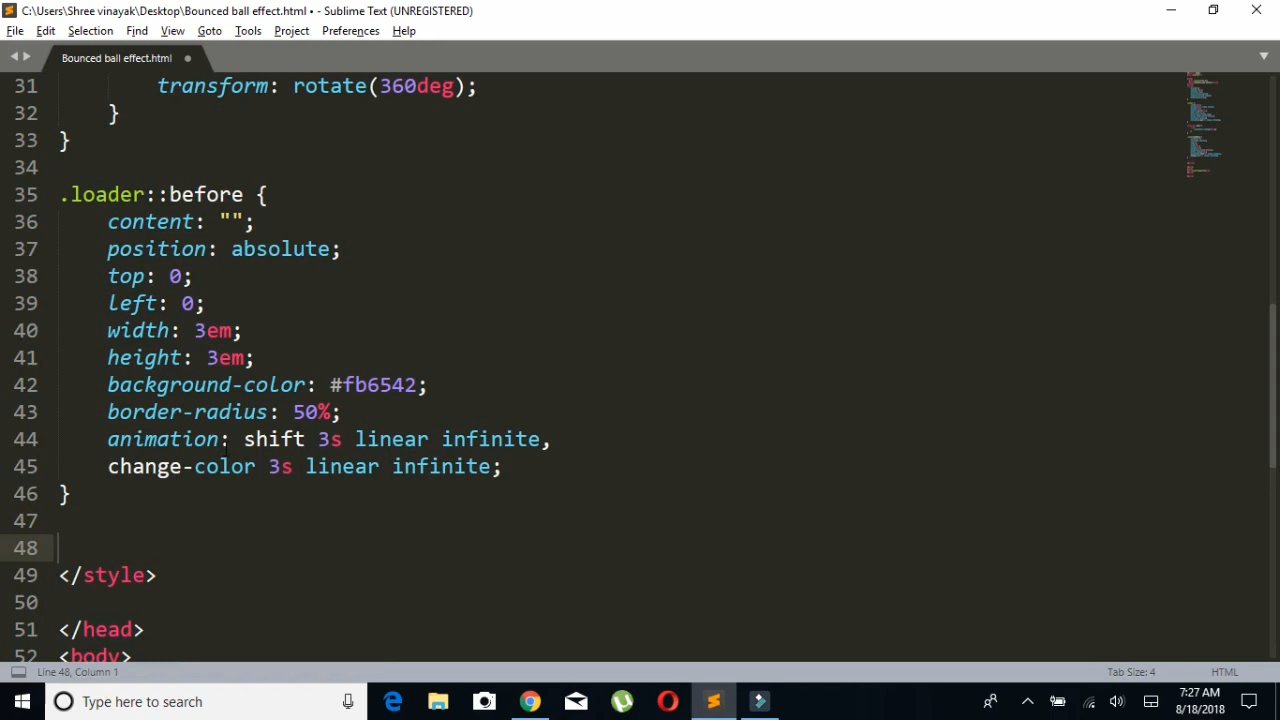 C:\Users\Shree vinayak\Desktop\Bounced ball effect.html • - Sublime Text (UNREGISTERED)
File Edit Selection Find View Goto Tools Project Preferences Help
Bounced ball effect.html
31 transform: rotate(360deg);
32 }
33 }
34
35 .loader::before {
36 content: "";
37 position: absolute;
38 top: 0;
39 left: 0;
40 width: 3em;
41 height: 3em;
42 background-color: #fb6542;
43 border-radius: 50%;
44 animation: shift 3s linear infinite,
45 change-color 3s linear infinite;
46 }
47
48
49 </style>
50
51 </head>
52 <body>
Line 48, Column 1 Tab Size: 4 HTML
Type here to search
7:27 AM
8/18/2018